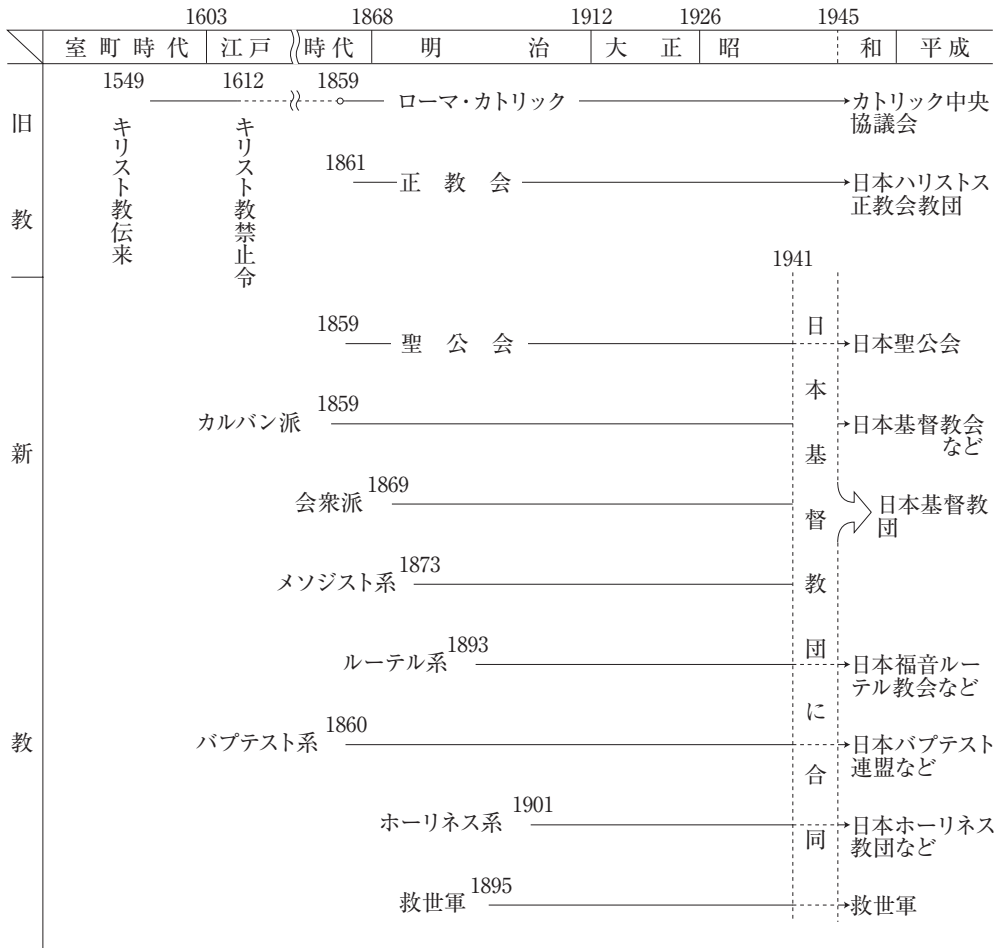 1603 1868 1912 1926 1945
室町時代 江戸 時代 明治 大正 昭和 平成
旧教
1549 1612 1859
キリスト教伝来
キリスト教禁止令
ローマ・カトリック
カトリック中央
協議会
1861
正教会
日本ハリストス
正教会教団
1941
日本基督教団に合同
新教
1859
聖公会
日本聖公会
1859
カルバン派
日本基督教会
など
1869
会衆派
日本基督教
団
1873
メソジスト系
1893
ルーテル系
日本福音ルー
テル教会など
1860
バプテスト系
日本バプテスト
連盟など
1901
ホーリネス系
日本ホーリネス
教団など
1895
救世軍
救世軍